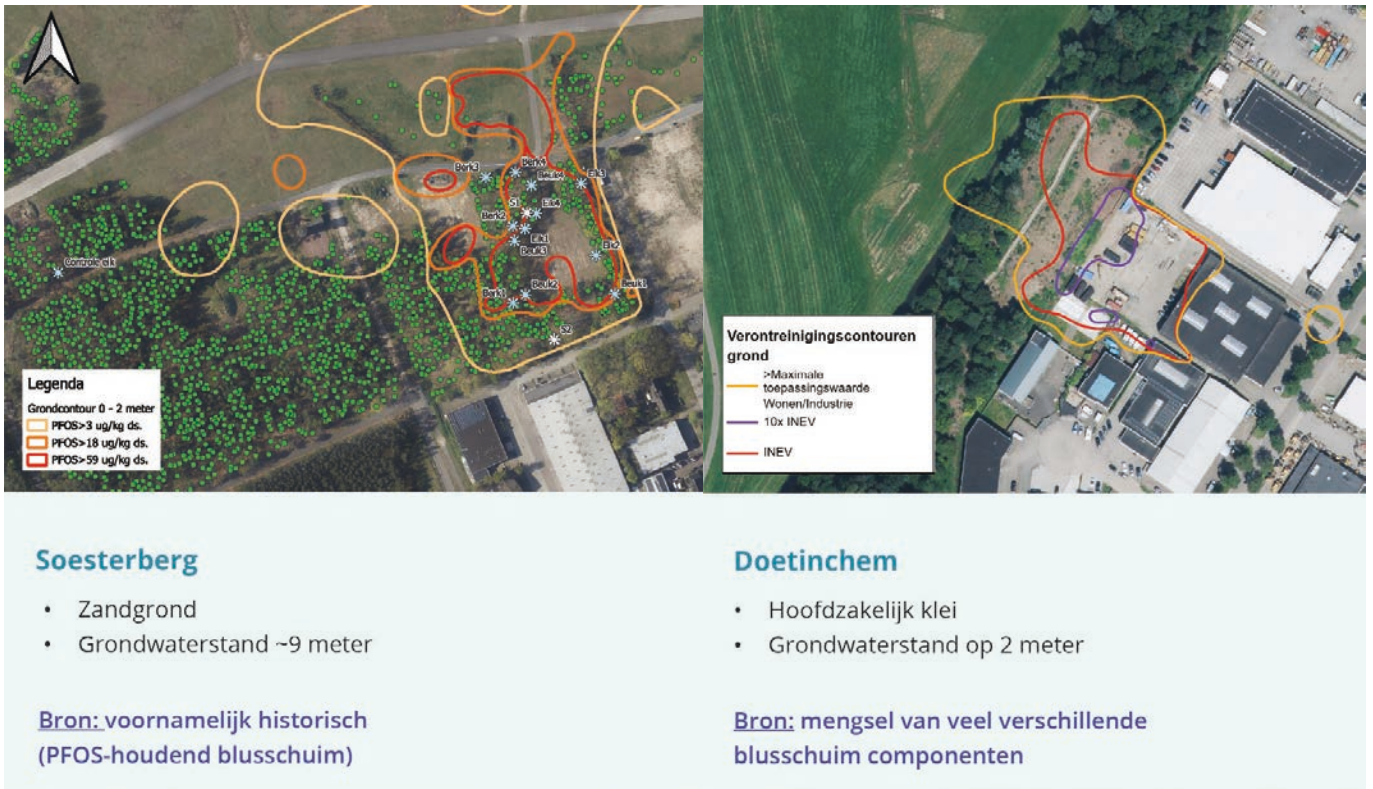 Berk3
Berk4
Beuk4
Eik3
S1
Eik4
Berk2
Eik1
Beuk3
Eik2
Controle eik
Berk1
Beuk2
Beuk1
S2
Legenda
Grondcontour 0 - 2 meter
PFOS>3 ug/kg ds.
PFOS>18 ug/kg ds.
PFOS>59 ug/kg ds.
Verontreinigingscontouren
grond
>Maximale
toepassingswaarde
Wonen/Industrie
10x INEV
INEV
Soesterberg
• Zandgrond
• Grondwaterstand ~9 meter
Bron: voornamelijk historisch
(PFOS-houdend blusschuim)
Doetinchem
• Hoofdzakelijk klei
• Grondwaterstand op 2 meter
Bron: mengsel van veel verschillende
blusschuim componenten